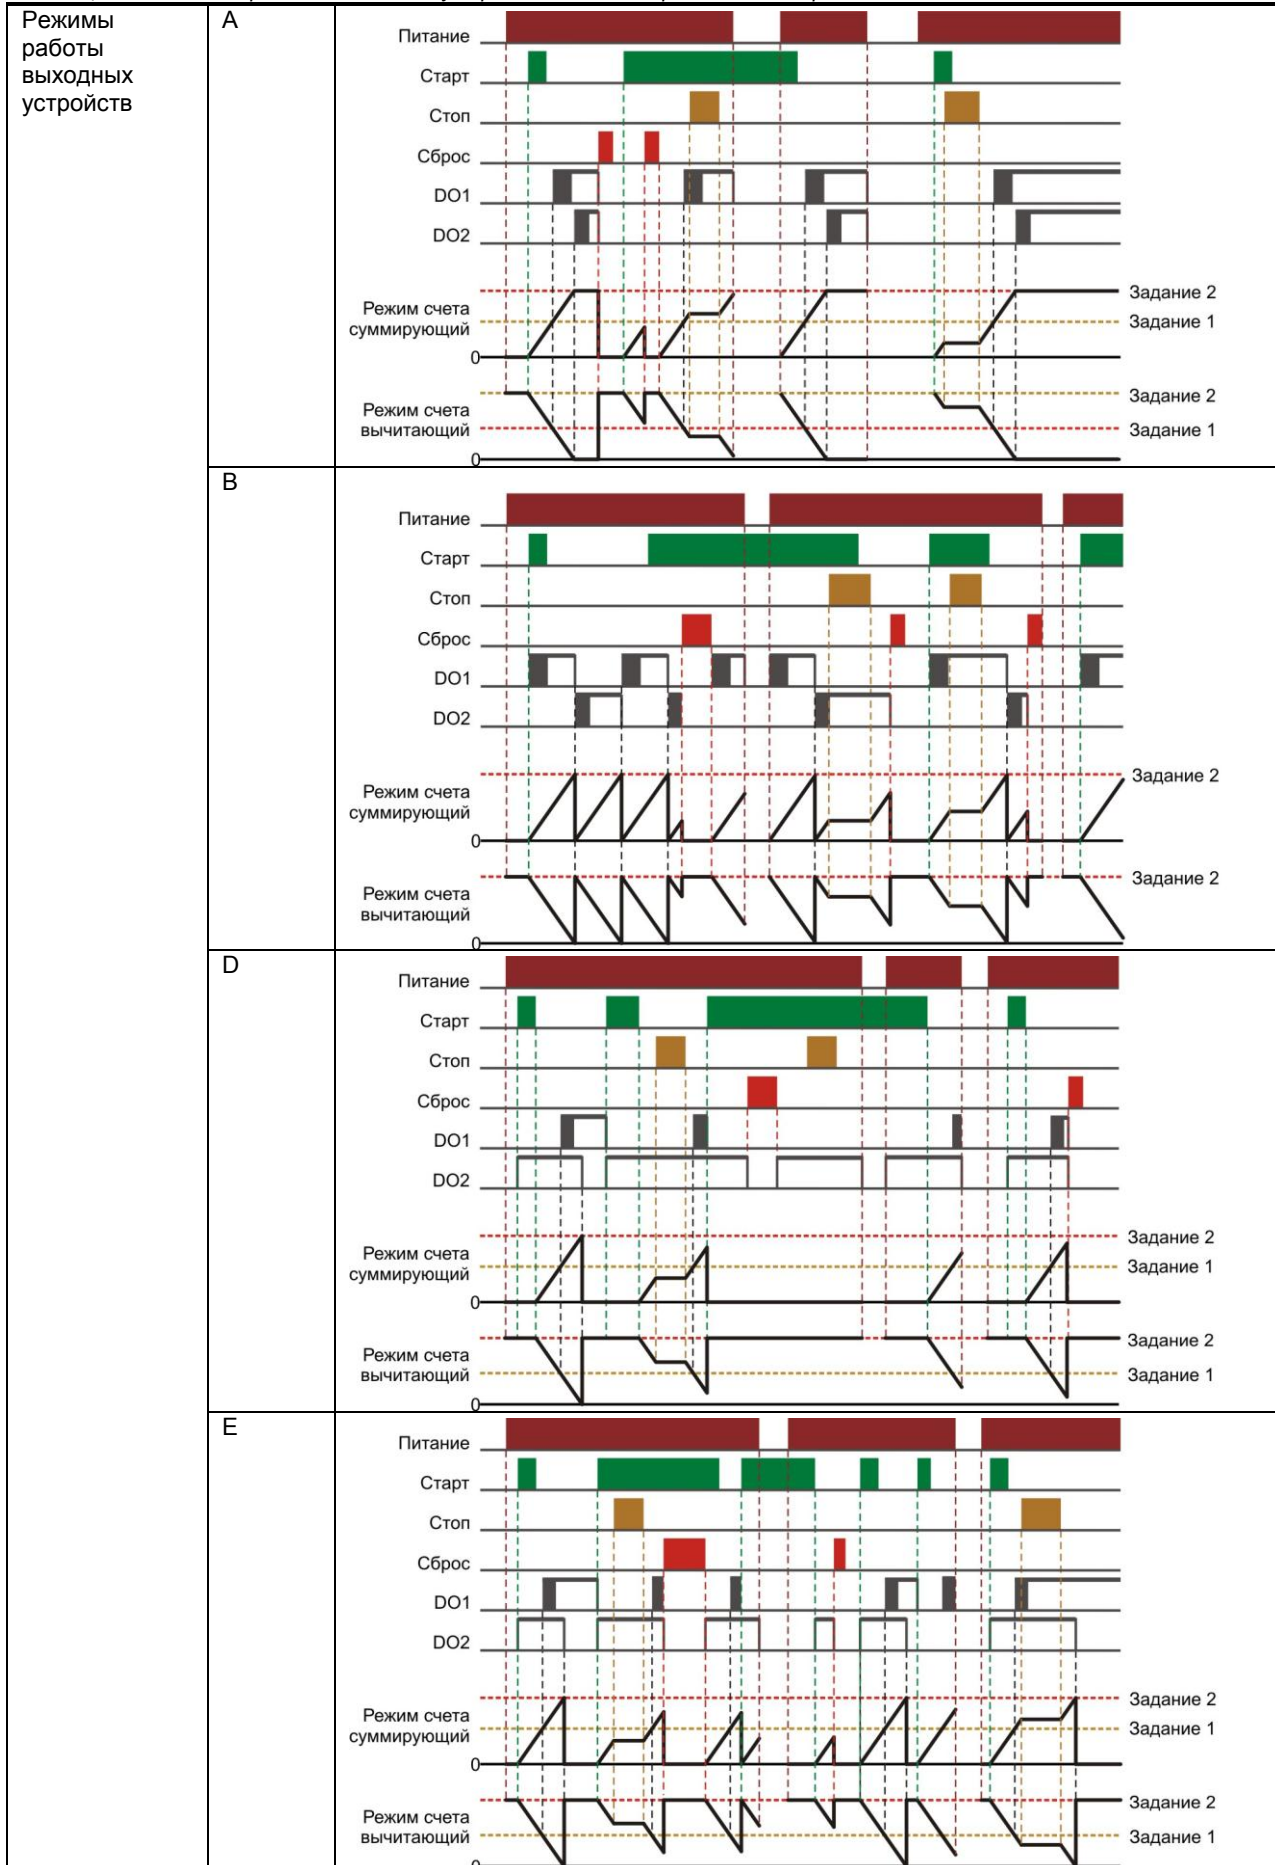 Режимы
работы
выходных
устройств
A
Питание
Старт
Стоп
Сброс
DO1
DO2
Режим счета
суммирующий
0
Задание 2
Задание 1
Режим счета
вычитающий
0
Задание 2
Задание 1
B
Питание
Старт
Стоп
Сброс
DO1
DO2
Режим счета
суммирующий
0
Задание 2
Режим счета
вычитающий
0
Задание 2
D
Питание
Старт
Стоп
Сброс
DO1
DO2
Режим счета
суммирующий
0
Задание 2
Задание 1
Режим счета
вычитающий
0
Задание 2
Задание 1
E
Питание
Старт
Стоп
Сброс
DO1
DO2
Режим счета
суммирующий
0
Задание 2
Задание 1
Режим счета
вычитающий
0
Задание 2
Задание 1